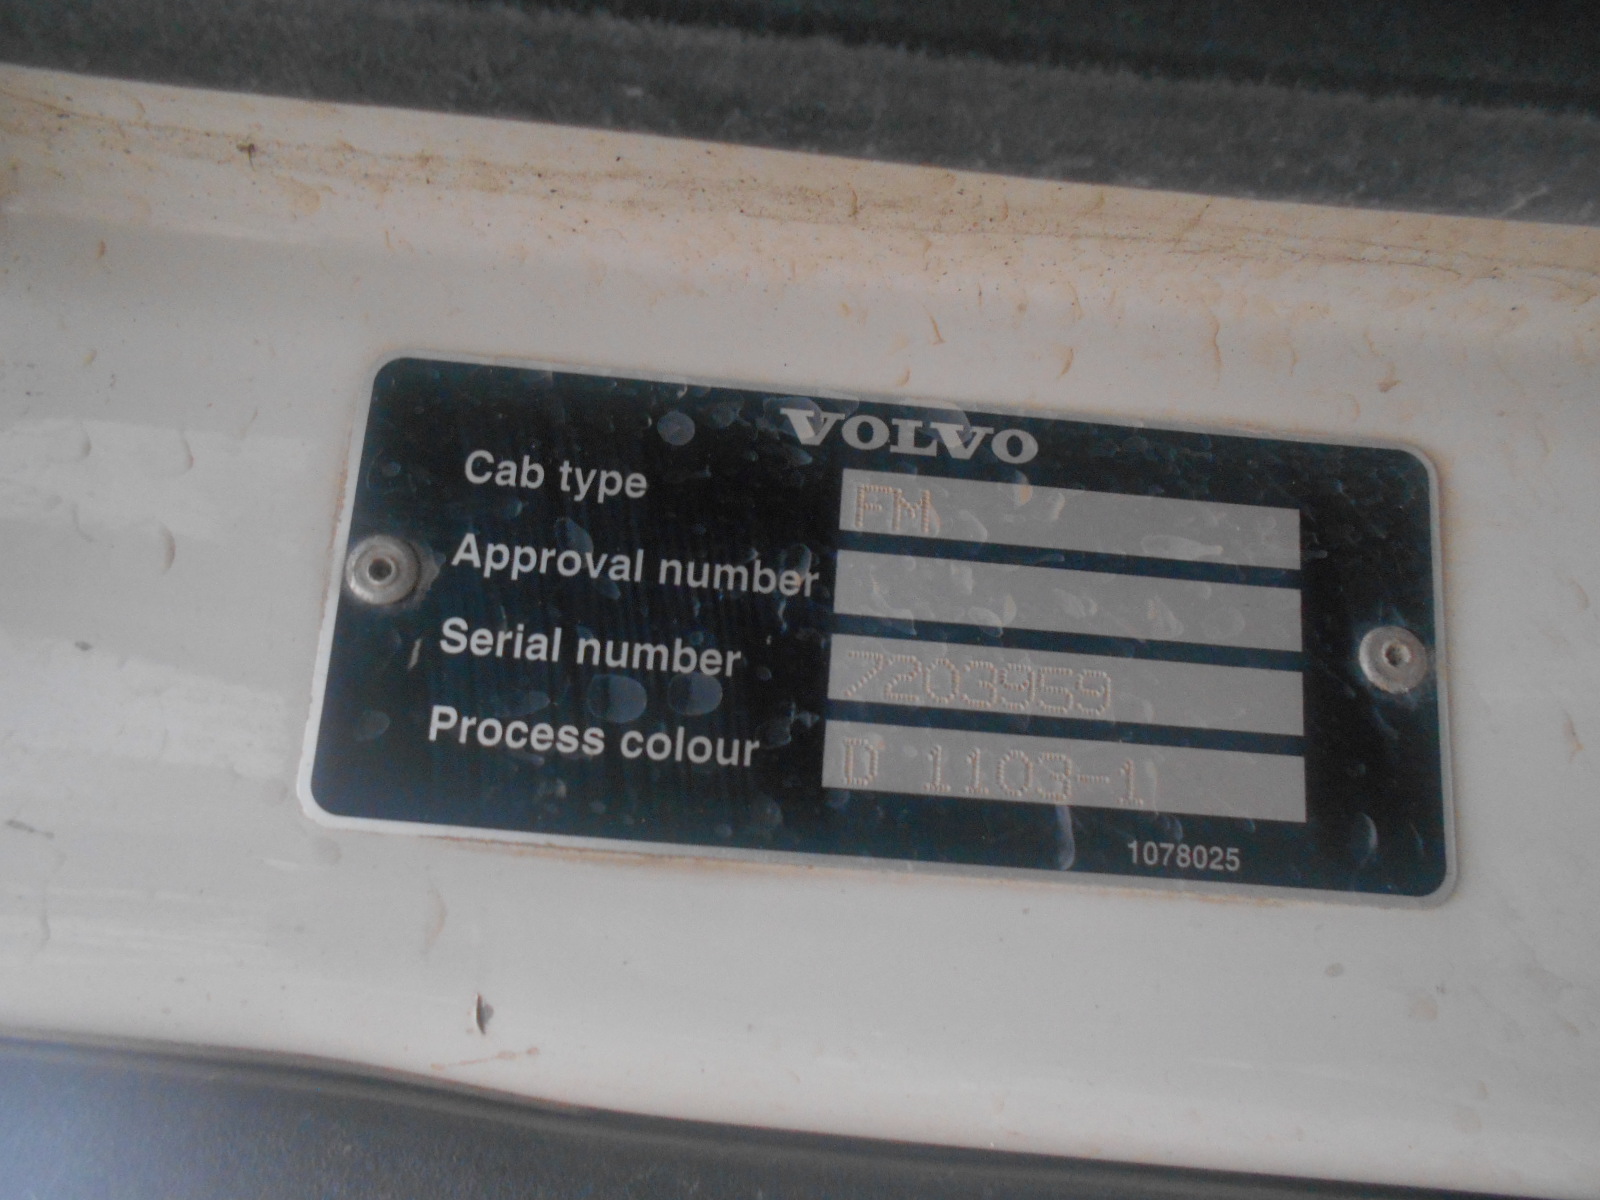 VOLVO
Cab type FM
Approval number
Serial number 7203959
Process colour D 1103-1
1078025